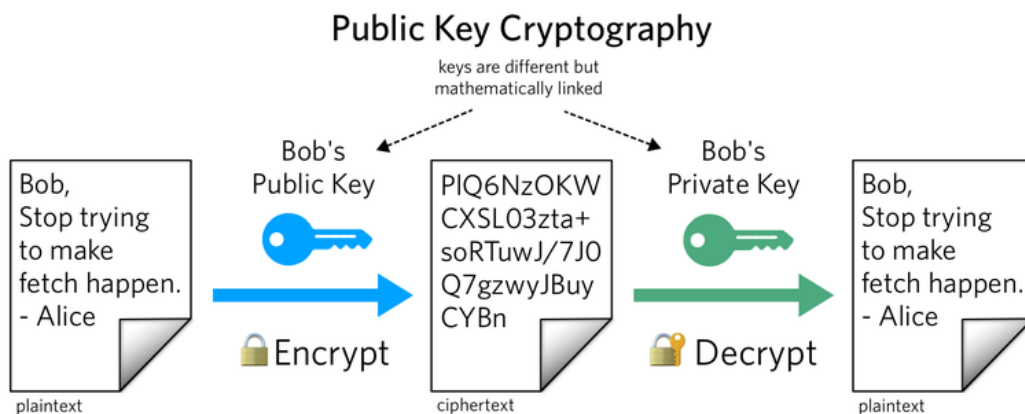 Public Key Cryptography
keys are different but
mathematically linked
Bob,
Stop trying
to make
fetch happen.
- Alice
plaintext
Bob's
Public Key
Encrypt
PlQ6NzOKW
CXSL03zta+
soRTuwJ/7J0
Q7gzwyJBuy
CYBn
ciphertext
Bob's
Private Key
Decrypt
Bob,
Stop trying
to make
fetch happen.
- Alice
plaintext